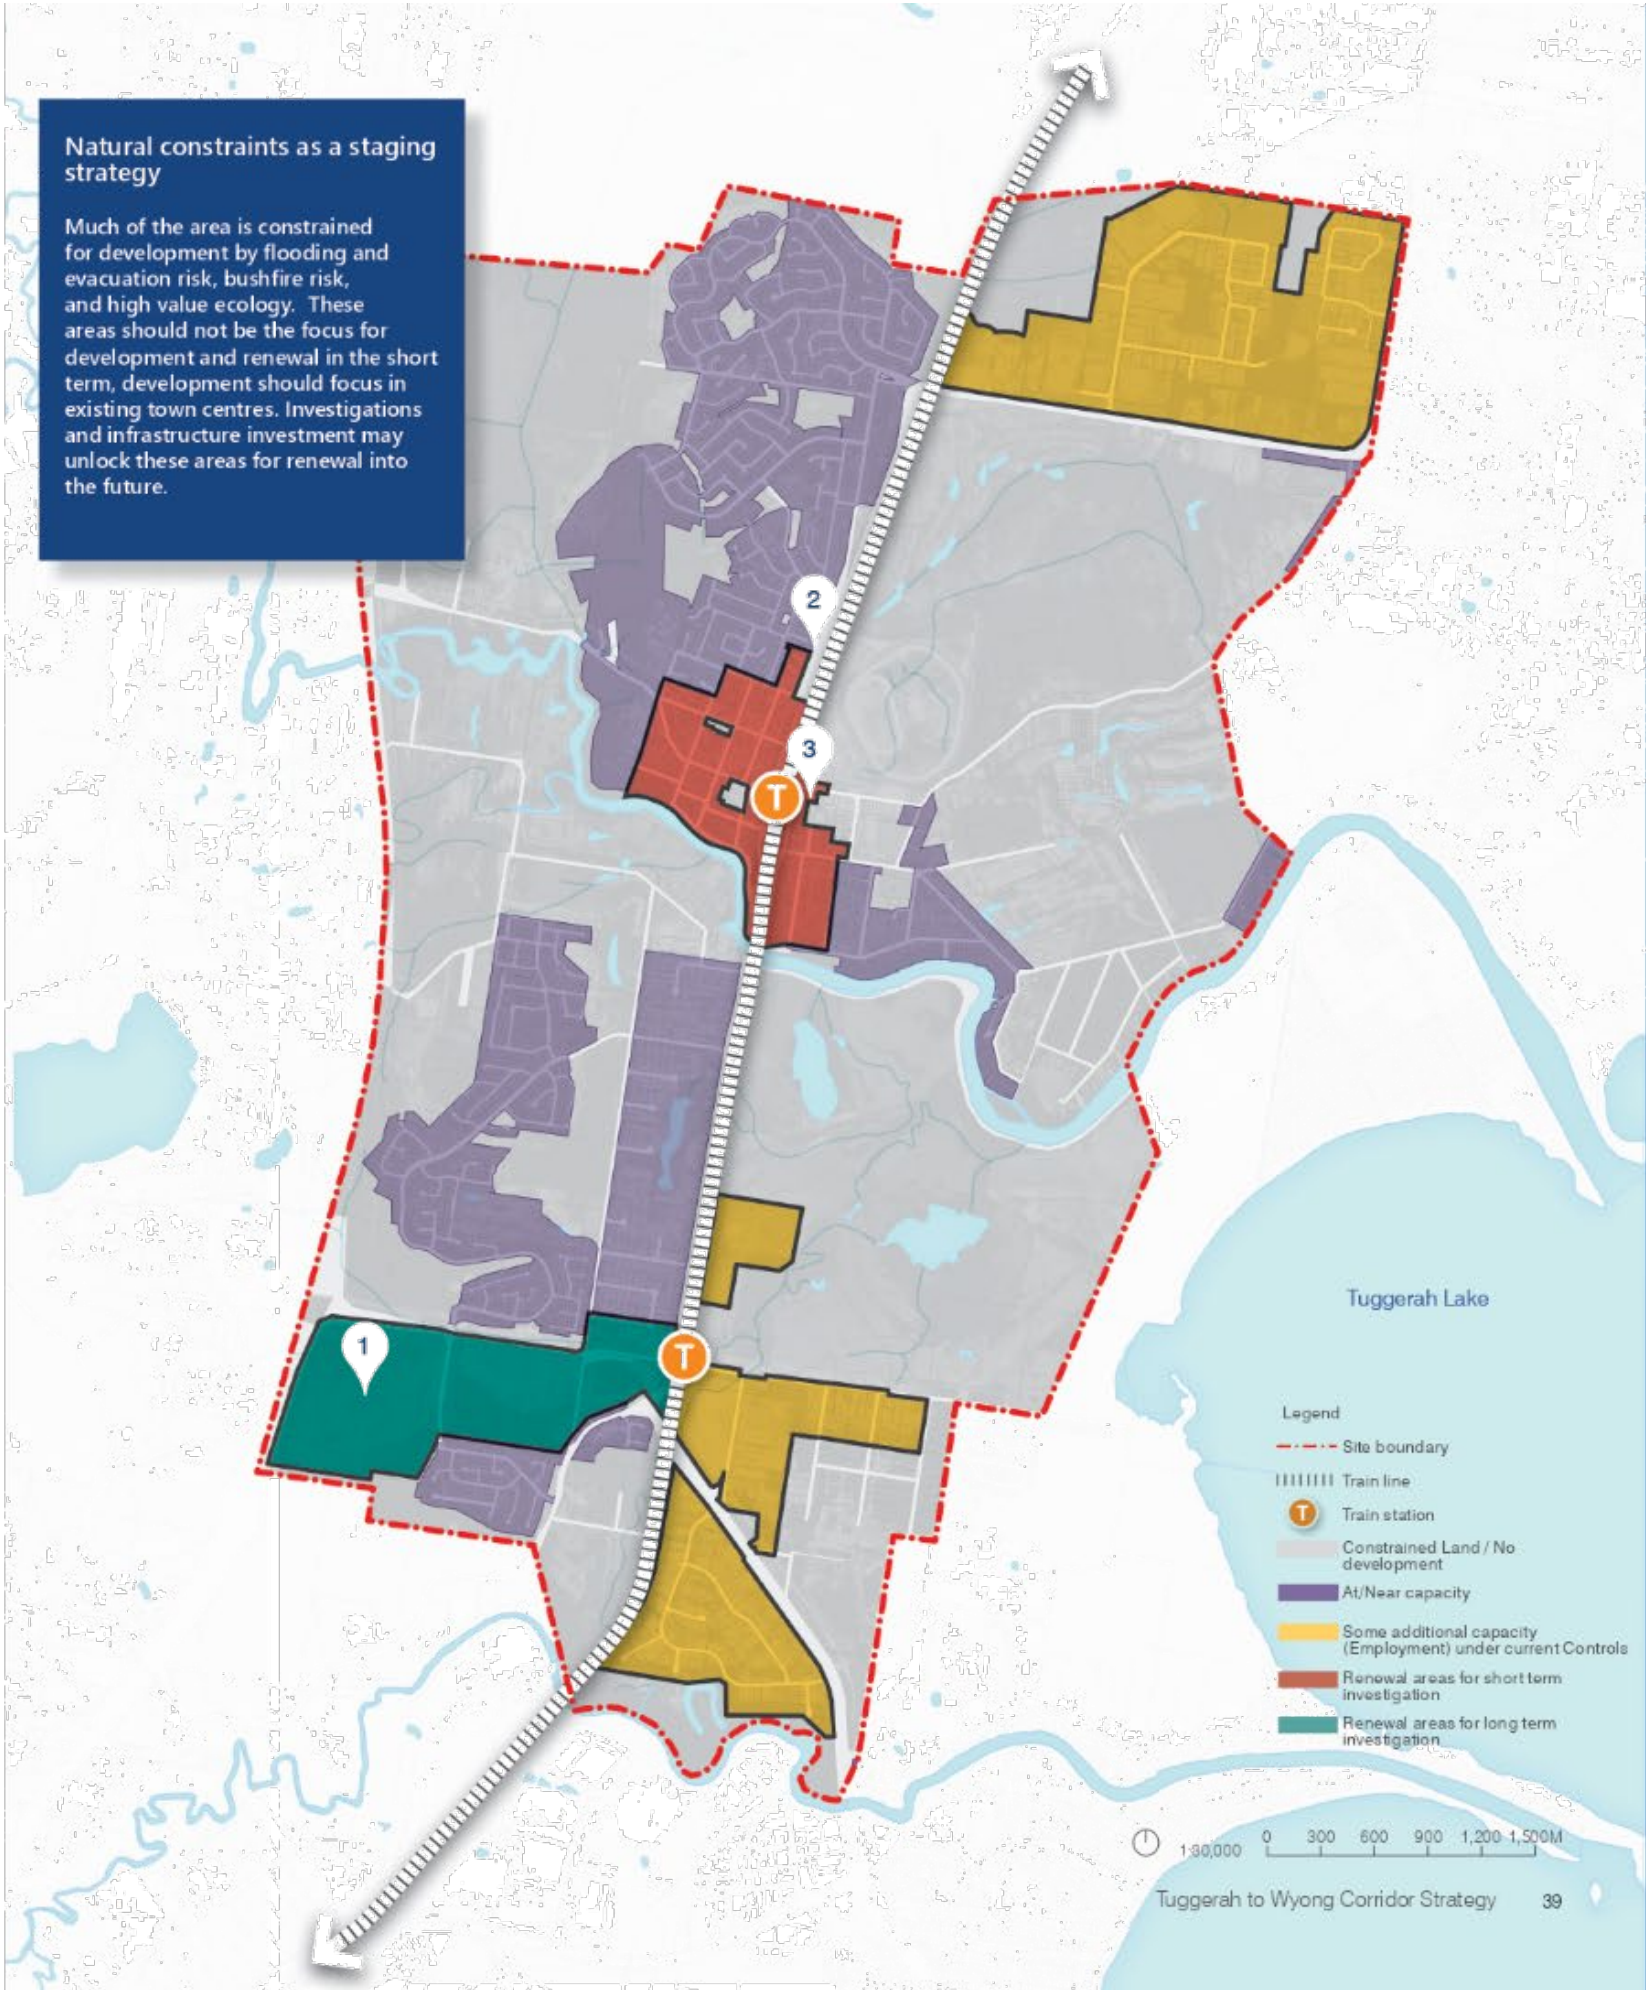 Natural constraints as a staging
strategy
Much of the area is constrained
for development by flooding and
evacuation risk, bushfire risk,
and high value ecology. These
areas should not be the focus for
development and renewal in the short
term, development should focus in
existing town centres. Investigations
and infrastructure investment may
unlock these areas for renewal into
the future.
2
3
T
1
T
Tuggerah Lake
Legend
Site boundary
Train line
T
Train station
Constrained Land / No
development
At/Near capacity
Some additional capacity
(Employment) under current Controls
Renewal areas for short term
investigation
Renewal areas for long term
investigation
1:30,000
0 300 600 900 1,200 1,500M
Tuggerah to Wyong Corridor Strategy 39